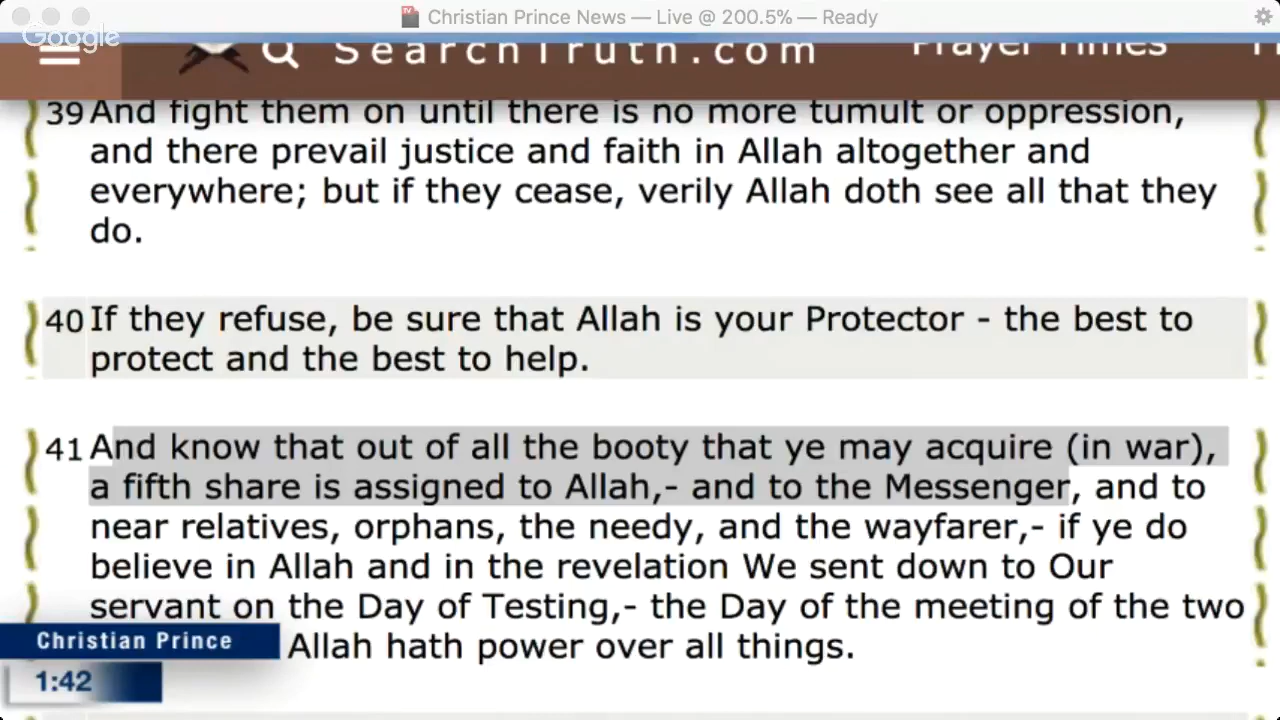 Christian Prince News — Live @ 200.5% — Ready
Google
SearchTruth.com
Prayer Times
39 And fight them on until there is no more tumult or oppression,
and there prevail justice and faith in Allah altogether and
everywhere; but if they cease, verily Allah doth see all that they
do.
40 If they refuse, be sure that Allah is your Protector - the best to
protect and the best to help.
41 And know that out of all the booty that ye may acquire (in war),
a fifth share is assigned to Allah,- and to the Messenger, and to
near relatives, orphans, the needy, and the wayfarer,- if ye do
believe in Allah and in the revelation We sent down to Our
servant on the Day of Testing,- the Day of the meeting of the two
Allah hath power over all things.
Christian Prince
1:42